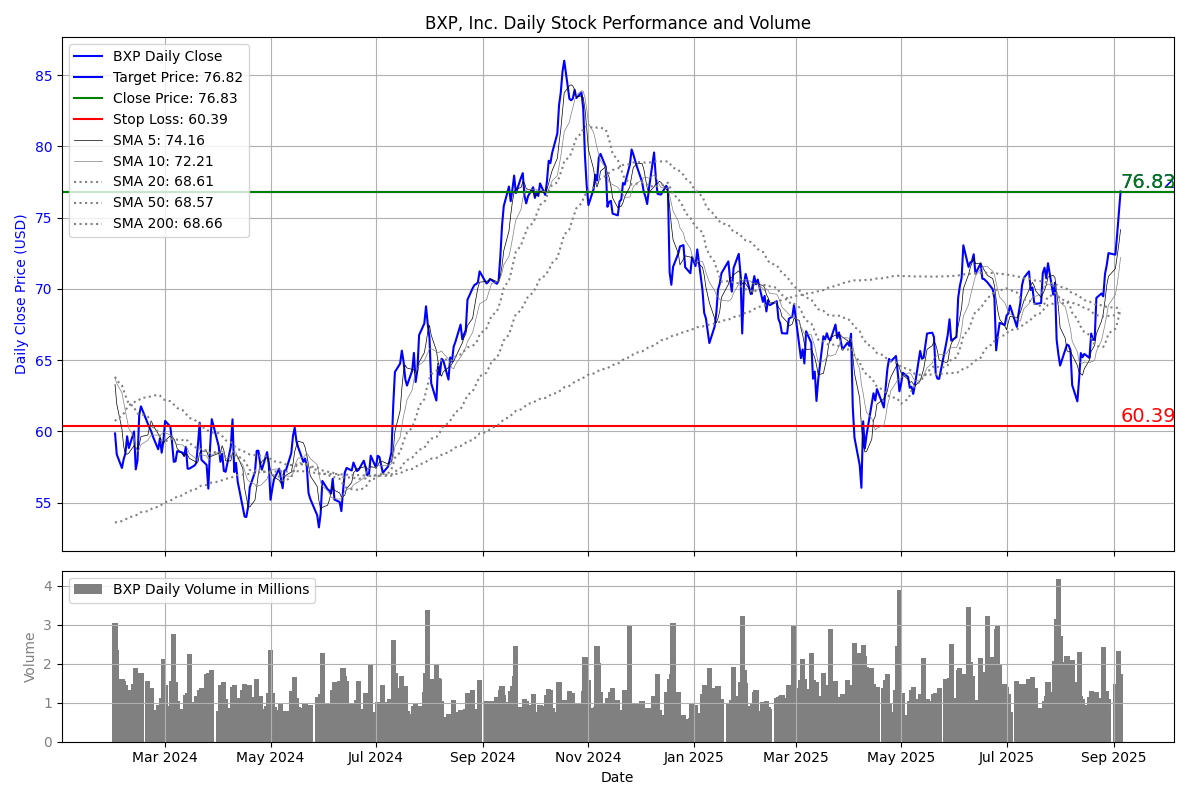 BXP, Inc. Daily Stock Performance and Volume
BXP Daily Close
Target Price: 76.82
Close Price: 76.83
Stop Loss: 60.39
SMA 5: 74.16
SMA 10: 72.21
SMA 20: 68.61
SMA 50: 68.57
SMA 200: 68.66
Daily Close Price (USD)
85
80
75
70
65
60
55
76.83
60.39
BXP Daily Volume in Millions
Volume
4
3
2
1
0
Mar 2024
May 2024
Jul 2024
Sep 2024
Nov 2024
Jan 2025
Mar 2025
May 2025
Jul 2025
Sep 2025
Date